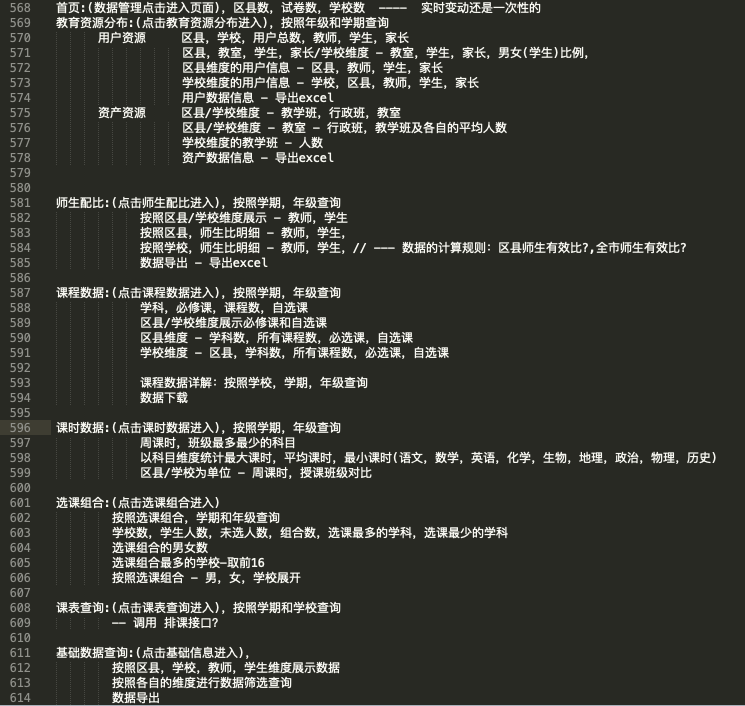 568 首页:(数据管理点击进入页面), 区县数, 试卷数, 学校数 ---- 实时变动还是一次性的
569 教育资源分布:(点击教育资源分布进入), 按照年级和学期查询
570 用户资源 区县, 学校, 用户总数, 教师, 学生, 家长
571 区县, 教室, 学生, 家长/学校维度 - 教室, 学生, 家长, 男女(学生)比例,
572 区县维度的用户信息 - 区县, 教师, 学生, 家长
573 学校维度的用户信息 - 学校, 区县, 教师, 学生, 家长
574 用户数据信息 - 导出excel
575 资产资源 区县/学校维度 - 教学班, 行政班, 教室
576 区县/学校维度 - 教室 - 行政班, 教学班及各自的平均人数
577 学校维度的教学班 - 人数
578 资产数据信息 - 导出excel
579
580
581 师生配比:(点击师生配比进入), 按照学期, 年级查询
582 按照区县/学校维度展示 - 教师, 学生
583 按照区县, 师生比明细 - 教师, 学生,
584 按照学校, 师生比明细 - 教师, 学生, // --- 数据的计算规则: 区县师生有效比?,全市师生有效比?
585 数据导出 - 导出excel
586
587 课程数据:(点击课程数据进入), 按照学期, 年级查询
588 学科, 必修课, 课程数, 自选课
589 区县/学校维度展示必修课和自选课
590 区县维度 - 学科数, 所有课程数, 必选课, 自选课
591 学校维度 - 区县, 学科数, 所有课程数, 必选课, 自选课
592
593 课程数据详解: 按照学校, 学期, 年级查询
594 数据下载
595
596 课时数据:(点击课时数据进入), 按照学期, 年级查询
597 周课时, 班级最多最少的科目
598 以科目维度统计最大课时, 平均课时, 最小课时(语文, 数学, 英语, 化学, 生物, 地理, 政治, 物理, 历史)
599 区县/学校为单位 - 周课时, 授课班级对比
600
601 选课组合:(点击选课组合进入)
602 按照选课组合, 学期和年级查询
603 学校数, 学生人数, 未选人数, 组合数, 选课最多的学科, 选课最少的学科
604 选课组合的男女数
605 选课组合最多的学校-取前16
606 按照选课组合 - 男, 女, 学校展开
607
608 课表查询:(点击课表查询进入), 按照学期和学校查询
609 -- 调用 排课接口?
610
611 基础数据查询:(点击基础信息进入),
612 按照区县, 学校, 教师, 学生维度展示数据
613 按照各自的维度进行数据筛选查询
614 数据导出